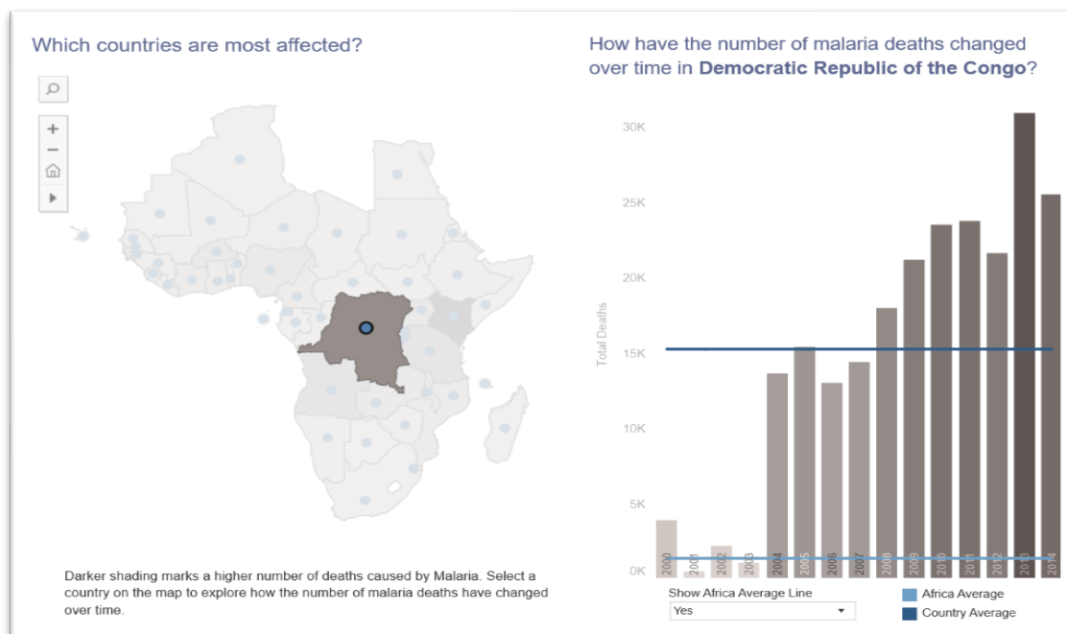 Which countries are most affected?
How have the number of malaria deaths changed
over time in Democratic Republic of the Congo?
30K
25K
20K
15K
10K
5K
0K
Total Deaths
2000
2001
2002
2003
2004
2005
2006
2007
2008
2009
2010
2011
2012
2013
2014
Darker shading marks a higher number of deaths caused by Malaria. Select a
country on the map to explore how the number of malaria deaths have changed
over time.
Show Africa Average Line
Yes
Africa Average
Country Average